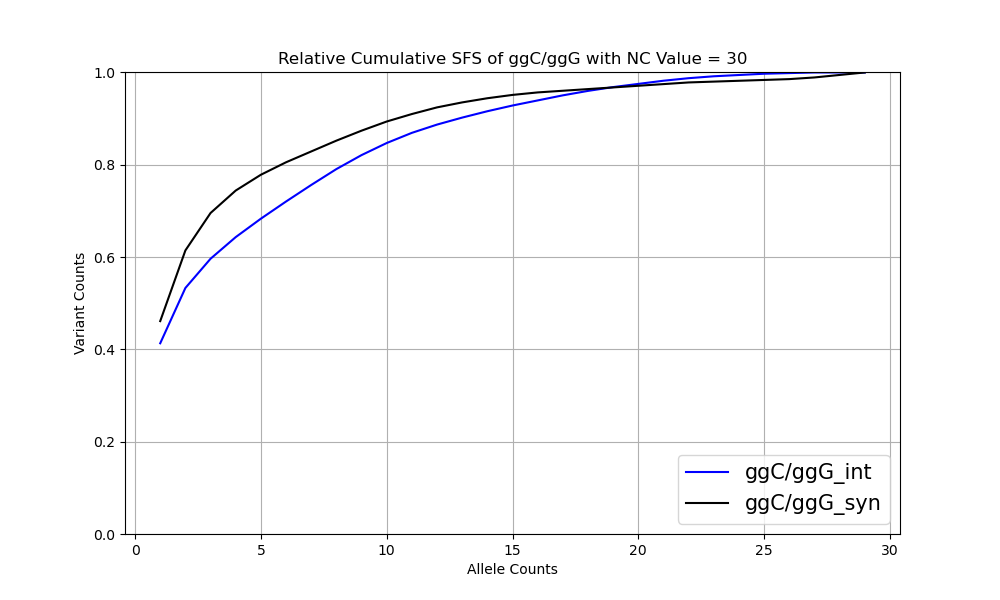 Relative Cumulative SFS of ggC/ggG with NC Value = 30
1.0
0.8
0.6
0.4
0.2
0.0
Variant Counts
0 5 10 15 20 25 30
Allele Counts
ggC/ggG_int
ggC/ggG_syn